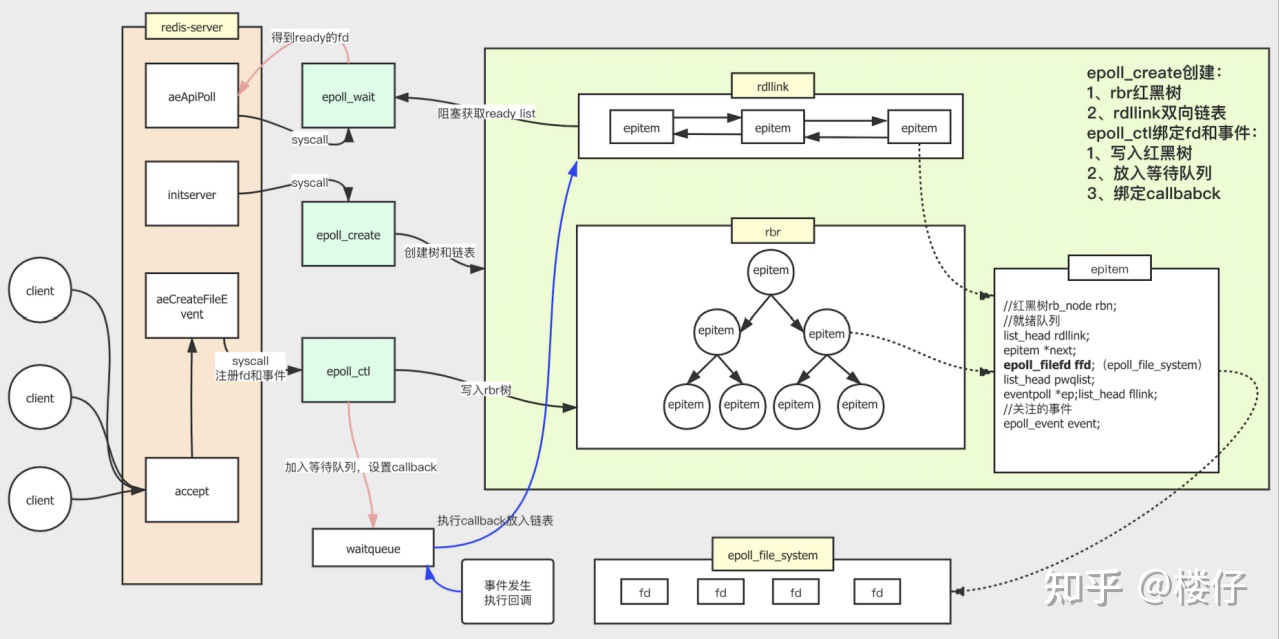 redis-server
得到ready的fd
aeApiPoll
epoll_wait
syscall
阻塞获取ready list
rdllink
epitem
epitem
epitem
epoll_create创建：
1、rbr红黑树
2、rdllink双向链表
epoll_ctl绑定fd和事件：
1、写入红黑树
2、放入等待队列
3、绑定callbabck
initserver
syscall
epoll_create
创建树和链表
rbr
epitem
epitem
epitem
epitem
epitem
epitem
epitem
client
client
client
aeCreateFileE
vent
syscall
注册fd和事件
epoll_ctl
写入rbr树
epitem
//红黑树rb_node rbn;
//就绪队列
list_head rdllink;
epitem *next;
epoll_filefd ffd;（epoll_file_system）
list_head pwqlist;
eventpoll *ep;list_head fllink;
//关注的事件
epoll_event event;
accept
加入等待队列，设置callback
waitqueue
执行callback放入链表
事件发生
执行回调
epoll_file_system
fd
fd
fd
fd
知乎 @楼仔